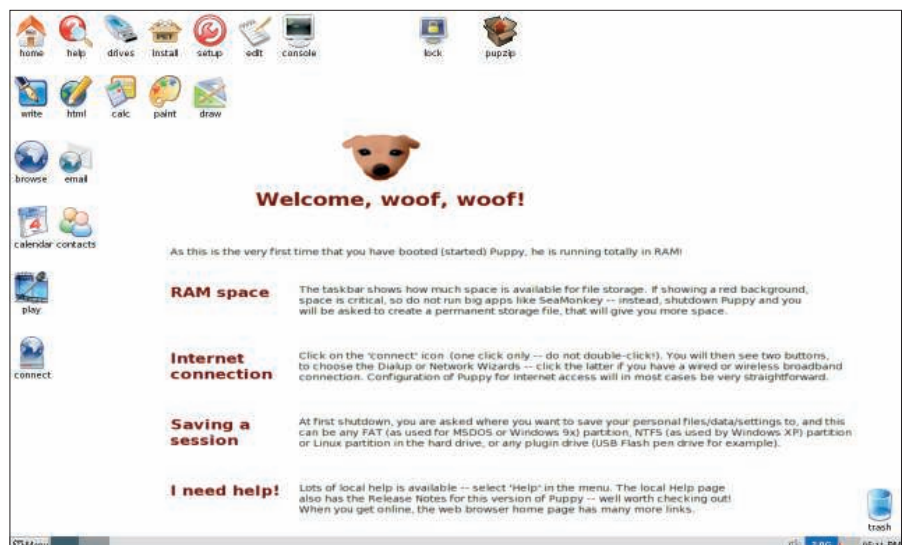 home help drives install setup edit console lock pupzip
write html calc paint draw
browse email
calendar contacts
play
connect
Welcome, woof, woof!
As this is the very first time that you have booted (started) Puppy, he is running totally in RAM!
RAM space
The taskbar shows how much space is available for file storage. If showing a red background,
space is critical, so do not run big apps like SeaMonkey -- instead, shutdown Puppy and you
will be asked to create a permanent storage file, that will give you more space.
Internet
connection
Click on the 'connect' icon (one click only -- do not double-click!). You will then see two buttons,
to choose the Dialup or Network Wizards -- click the latter if you have a wired or wireless broadband
connection. Configuration of Puppy for Internet access will in most cases be very straightforward.
Saving a
session
At first shutdown, you are asked where you want to save your personal files/data/settings to, and this
can be any FAT (as used for MSDOS or Windows 9x) partition, NTFS (as used by Windows XP) partition
or Linux partition in the hard drive, or any plugin drive (USB Flash pen drive for example).
I need help!
Lots of local help is available -- select 'Help' in the menu. The local Help page
also has the Release Notes for this version of Puppy -- well worth checking out!
When you get online, the web browser home page has many more links.
trash
Menu